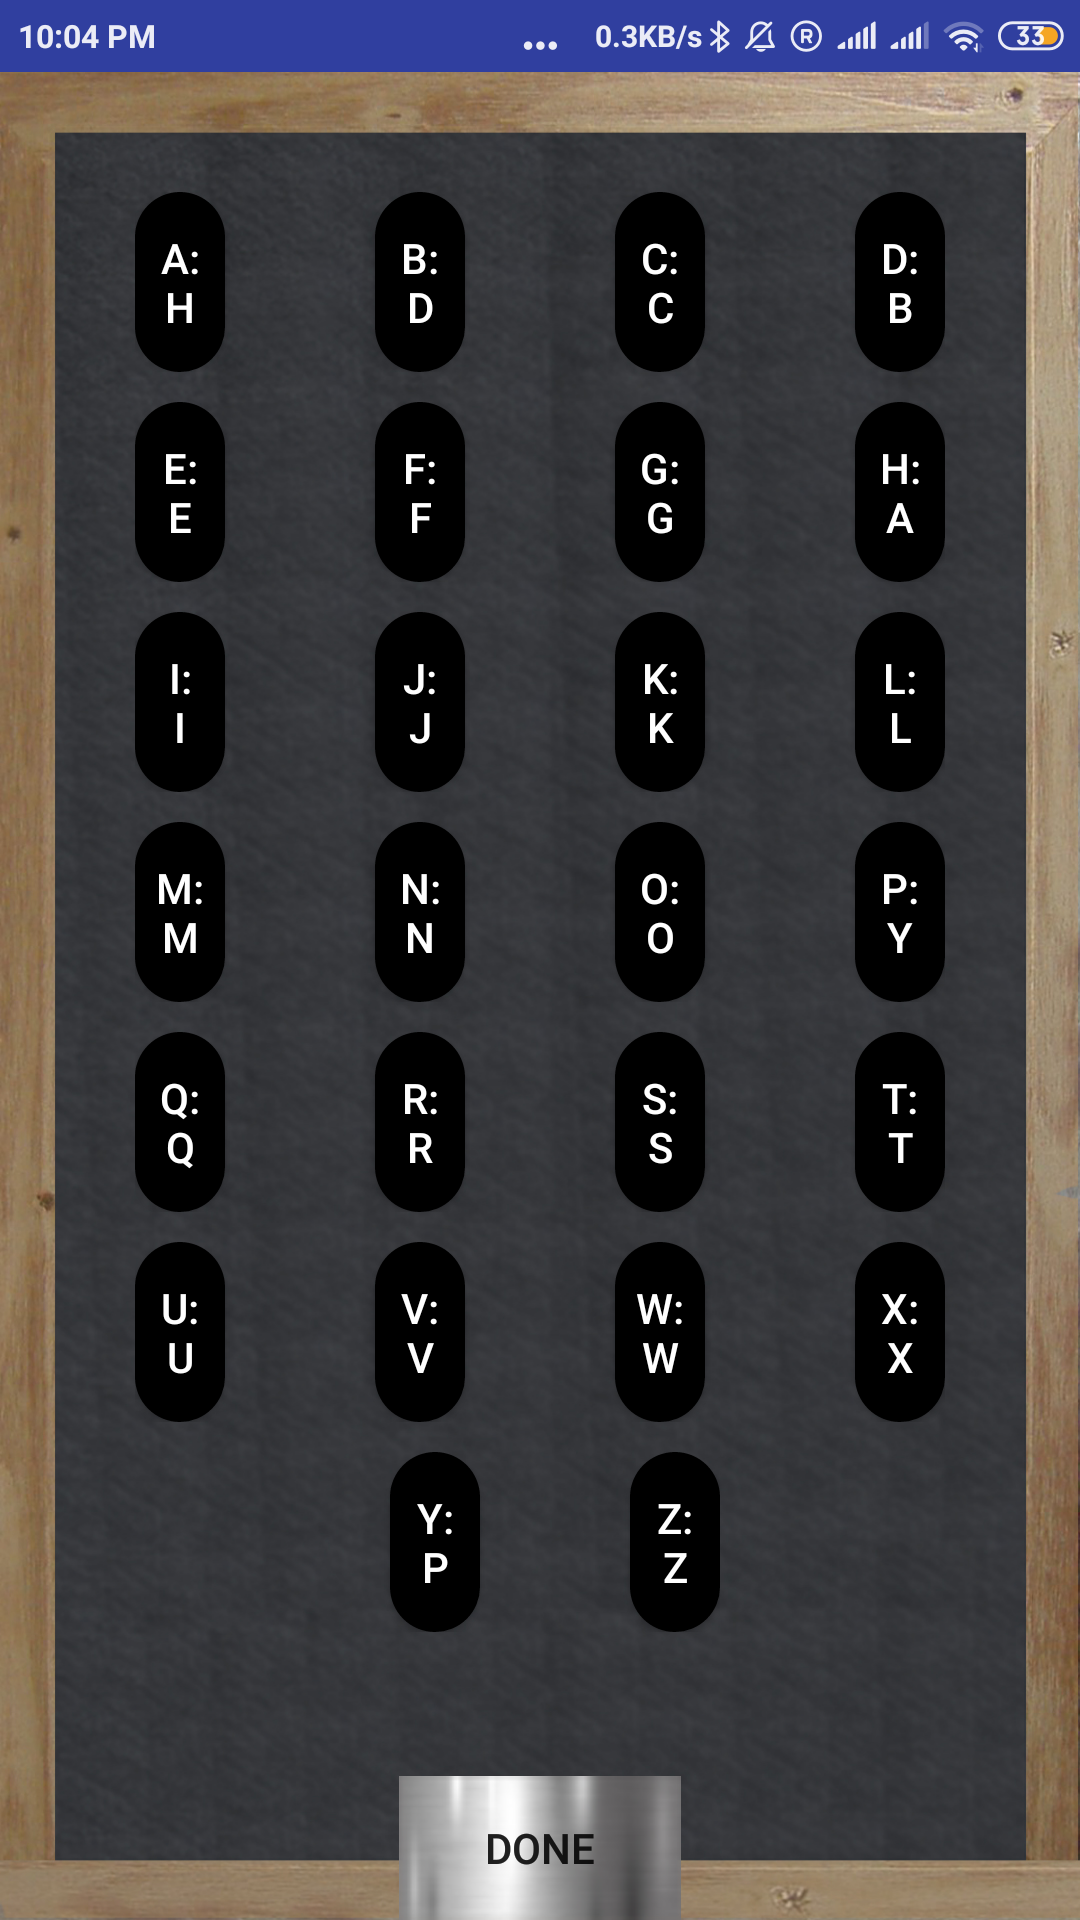 10:04 PM ... 0.3KB/s R 33
A: B: C: D:
H D C B
E: F: G: H:
E F G A
I: J: K: L:
I J K L
M: N: O: P:
M N O Y
Q: R: S: T:
Q R S T
U: V: W: X:
U V W X
Y: Z:
P Z
DONE